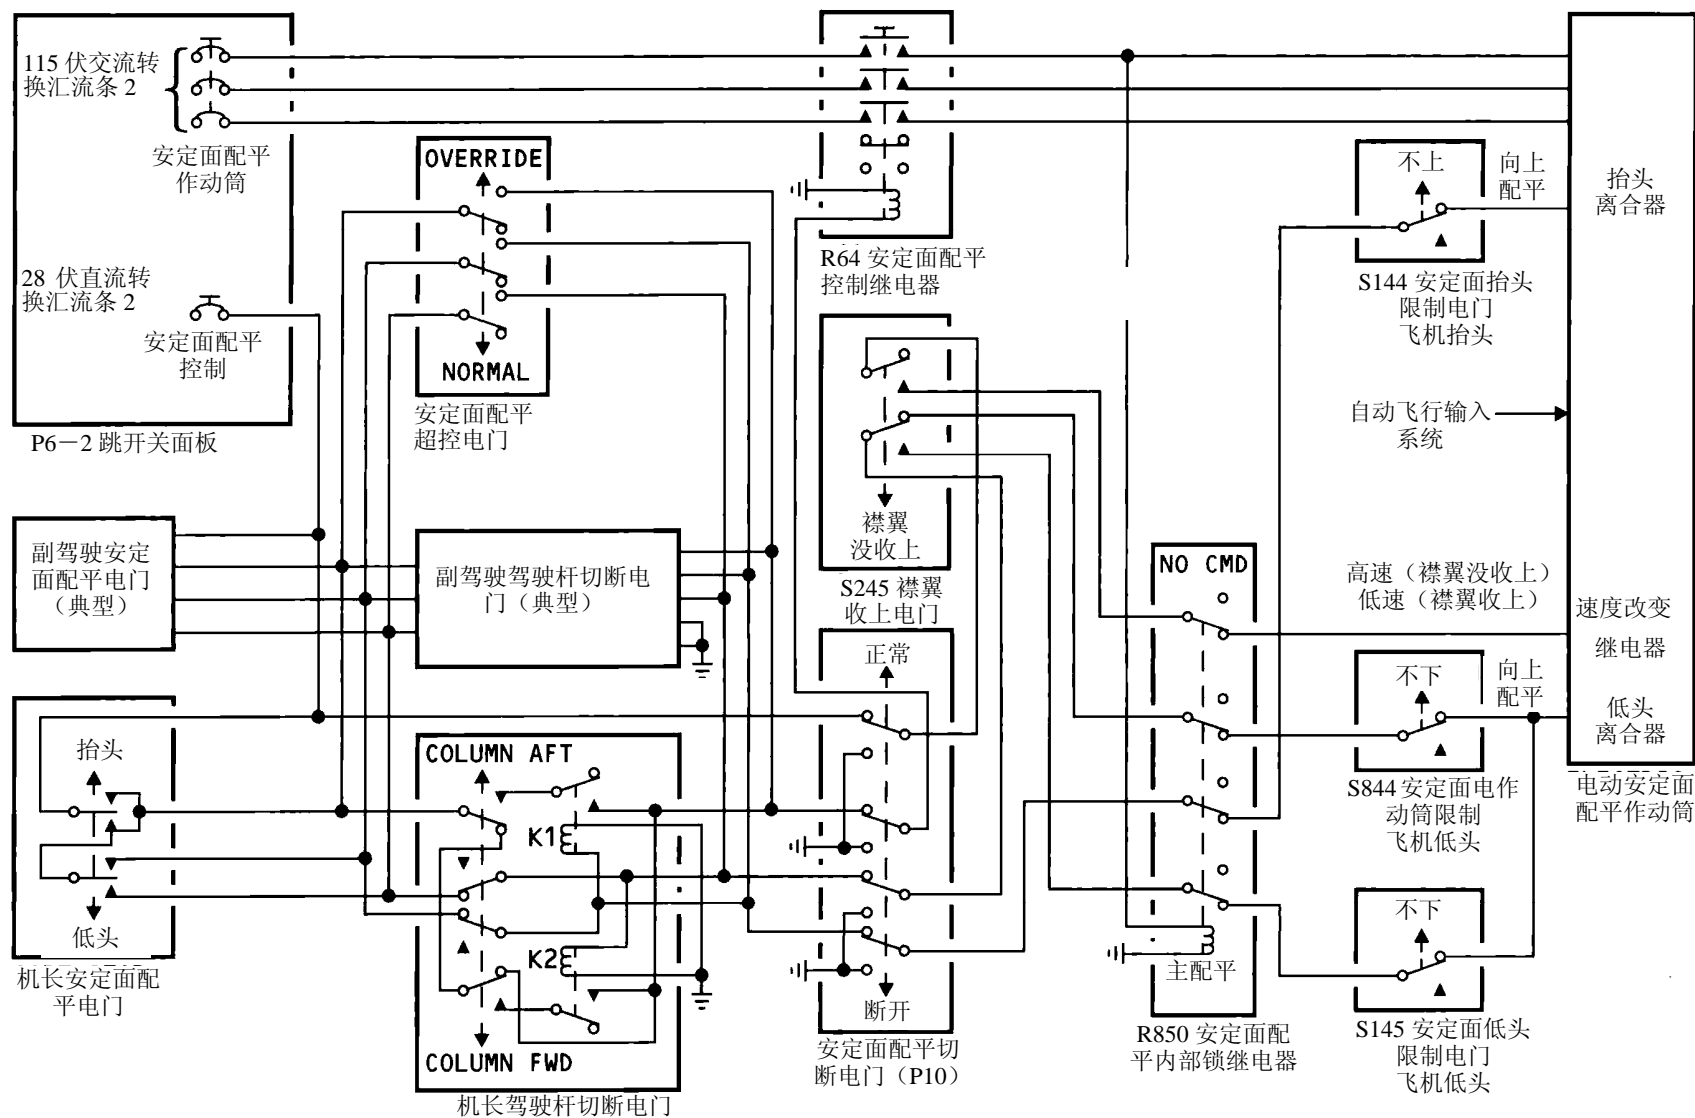 115 伏交流转
换汇流条 2
安定面配平
作动筒
28 伏直流转
换汇流条 2
安定面配平
控制
P6－2 跳开关面板
OVERRIDE
NORMAL
安定面配平
超控电门
R64 安定面配平
控制继电器
襟翼
没收上
S245 襟翼
收上电门
不上
向上
配平
S144 安定面抬头
限制电门
飞机抬头
抬头
离合器
自动飞行输入
系统
副驾驶安定
面配平电门
（典型）
副驾驶驾驶杆切断电
门（典型）
NO CMD
高速（襟翼没收上）
低速（襟翼收上）
速度改变
继电器
正常
不下
向上
配平
低头
离合器
抬头
低头
机长安定面配
平电门
COLUMN AFT
K1
K2
COLUMN FWD
机长驾驶杆切断电门
断开
安定面配平切
断电门（P10）
主配平
R850 安定面配
平内部锁继电器
S844 安定面电作
动筒限制
飞机低头
电动安定面
配平作动筒
不下
S145 安定面低头
限制电门
飞机低头